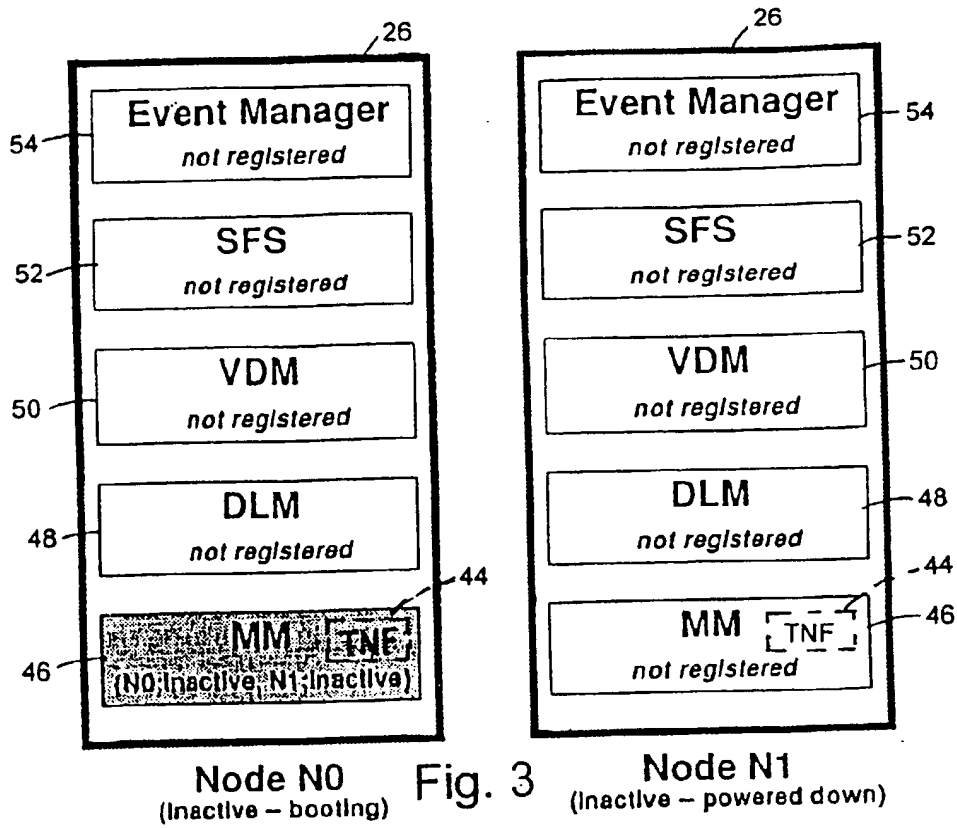 26
Event Manager
not registered
54
SFS
not registered
52
VDM
not registered
50
DLM
not registered
48
44
MM TNF
(N0;Inactive, N1;Inactive)
46
Node N0
(Inactive – booting)
26
Event Manager
not registered
54
SFS
not registered
52
VDM
not registered
50
DLM
not registered
48
44
MM TNF
not registered
46
Node N1
(Inactive – powered down)
Fig. 3